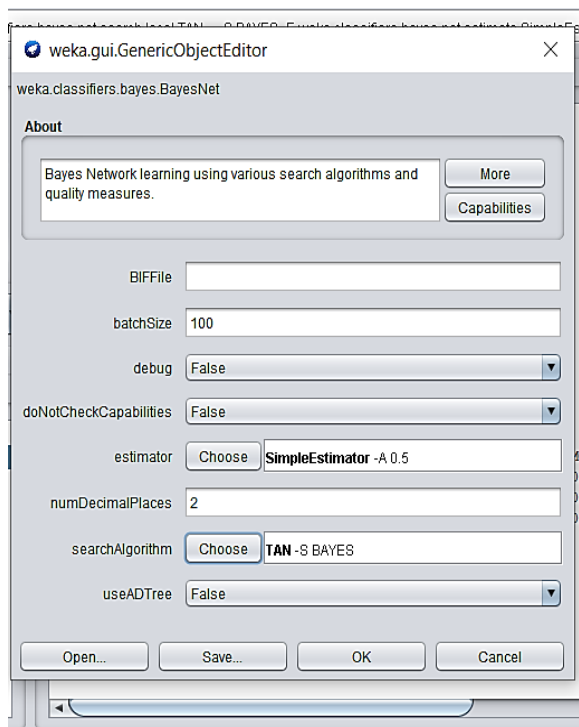 weka.gui.GenericObjectEditor
weka.classifiers.bayes.BayesNet
About
Bayes Network learning using various search algorithms and
quality measures.
More
Capabilities
BIFFile
batchSize 100
debug False
doNotCheckCapabilities False
estimator Choose SimpleEstimator -A 0.5
numDecimalPlaces 2
searchAlgorithm Choose TAN -S BAYES
useADTree False
Open... Save... OK Cancel